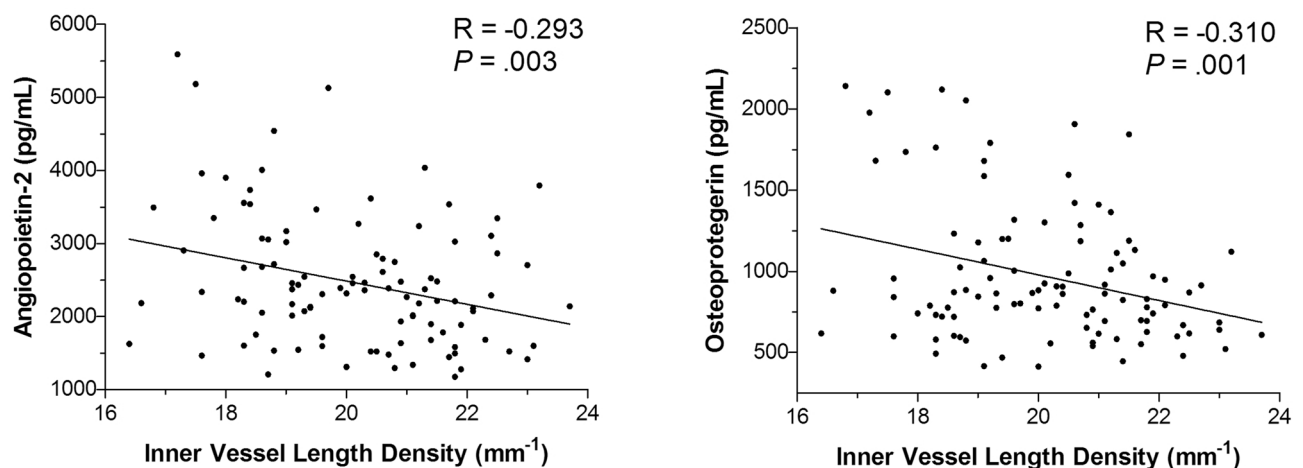 R = -0.293
P = .003
6000
5000
4000
3000
2000
1000
Angiopoietin-2 (pg/mL)
16 18 20 22 24
Inner Vessel Length Density (mm⁻¹)
R = -0.310
P = .001
2500
2000
1500
1000
500
Osteoprotegerin (pg/mL)
16 18 20 22 24
Inner Vessel Length Density (mm⁻¹)